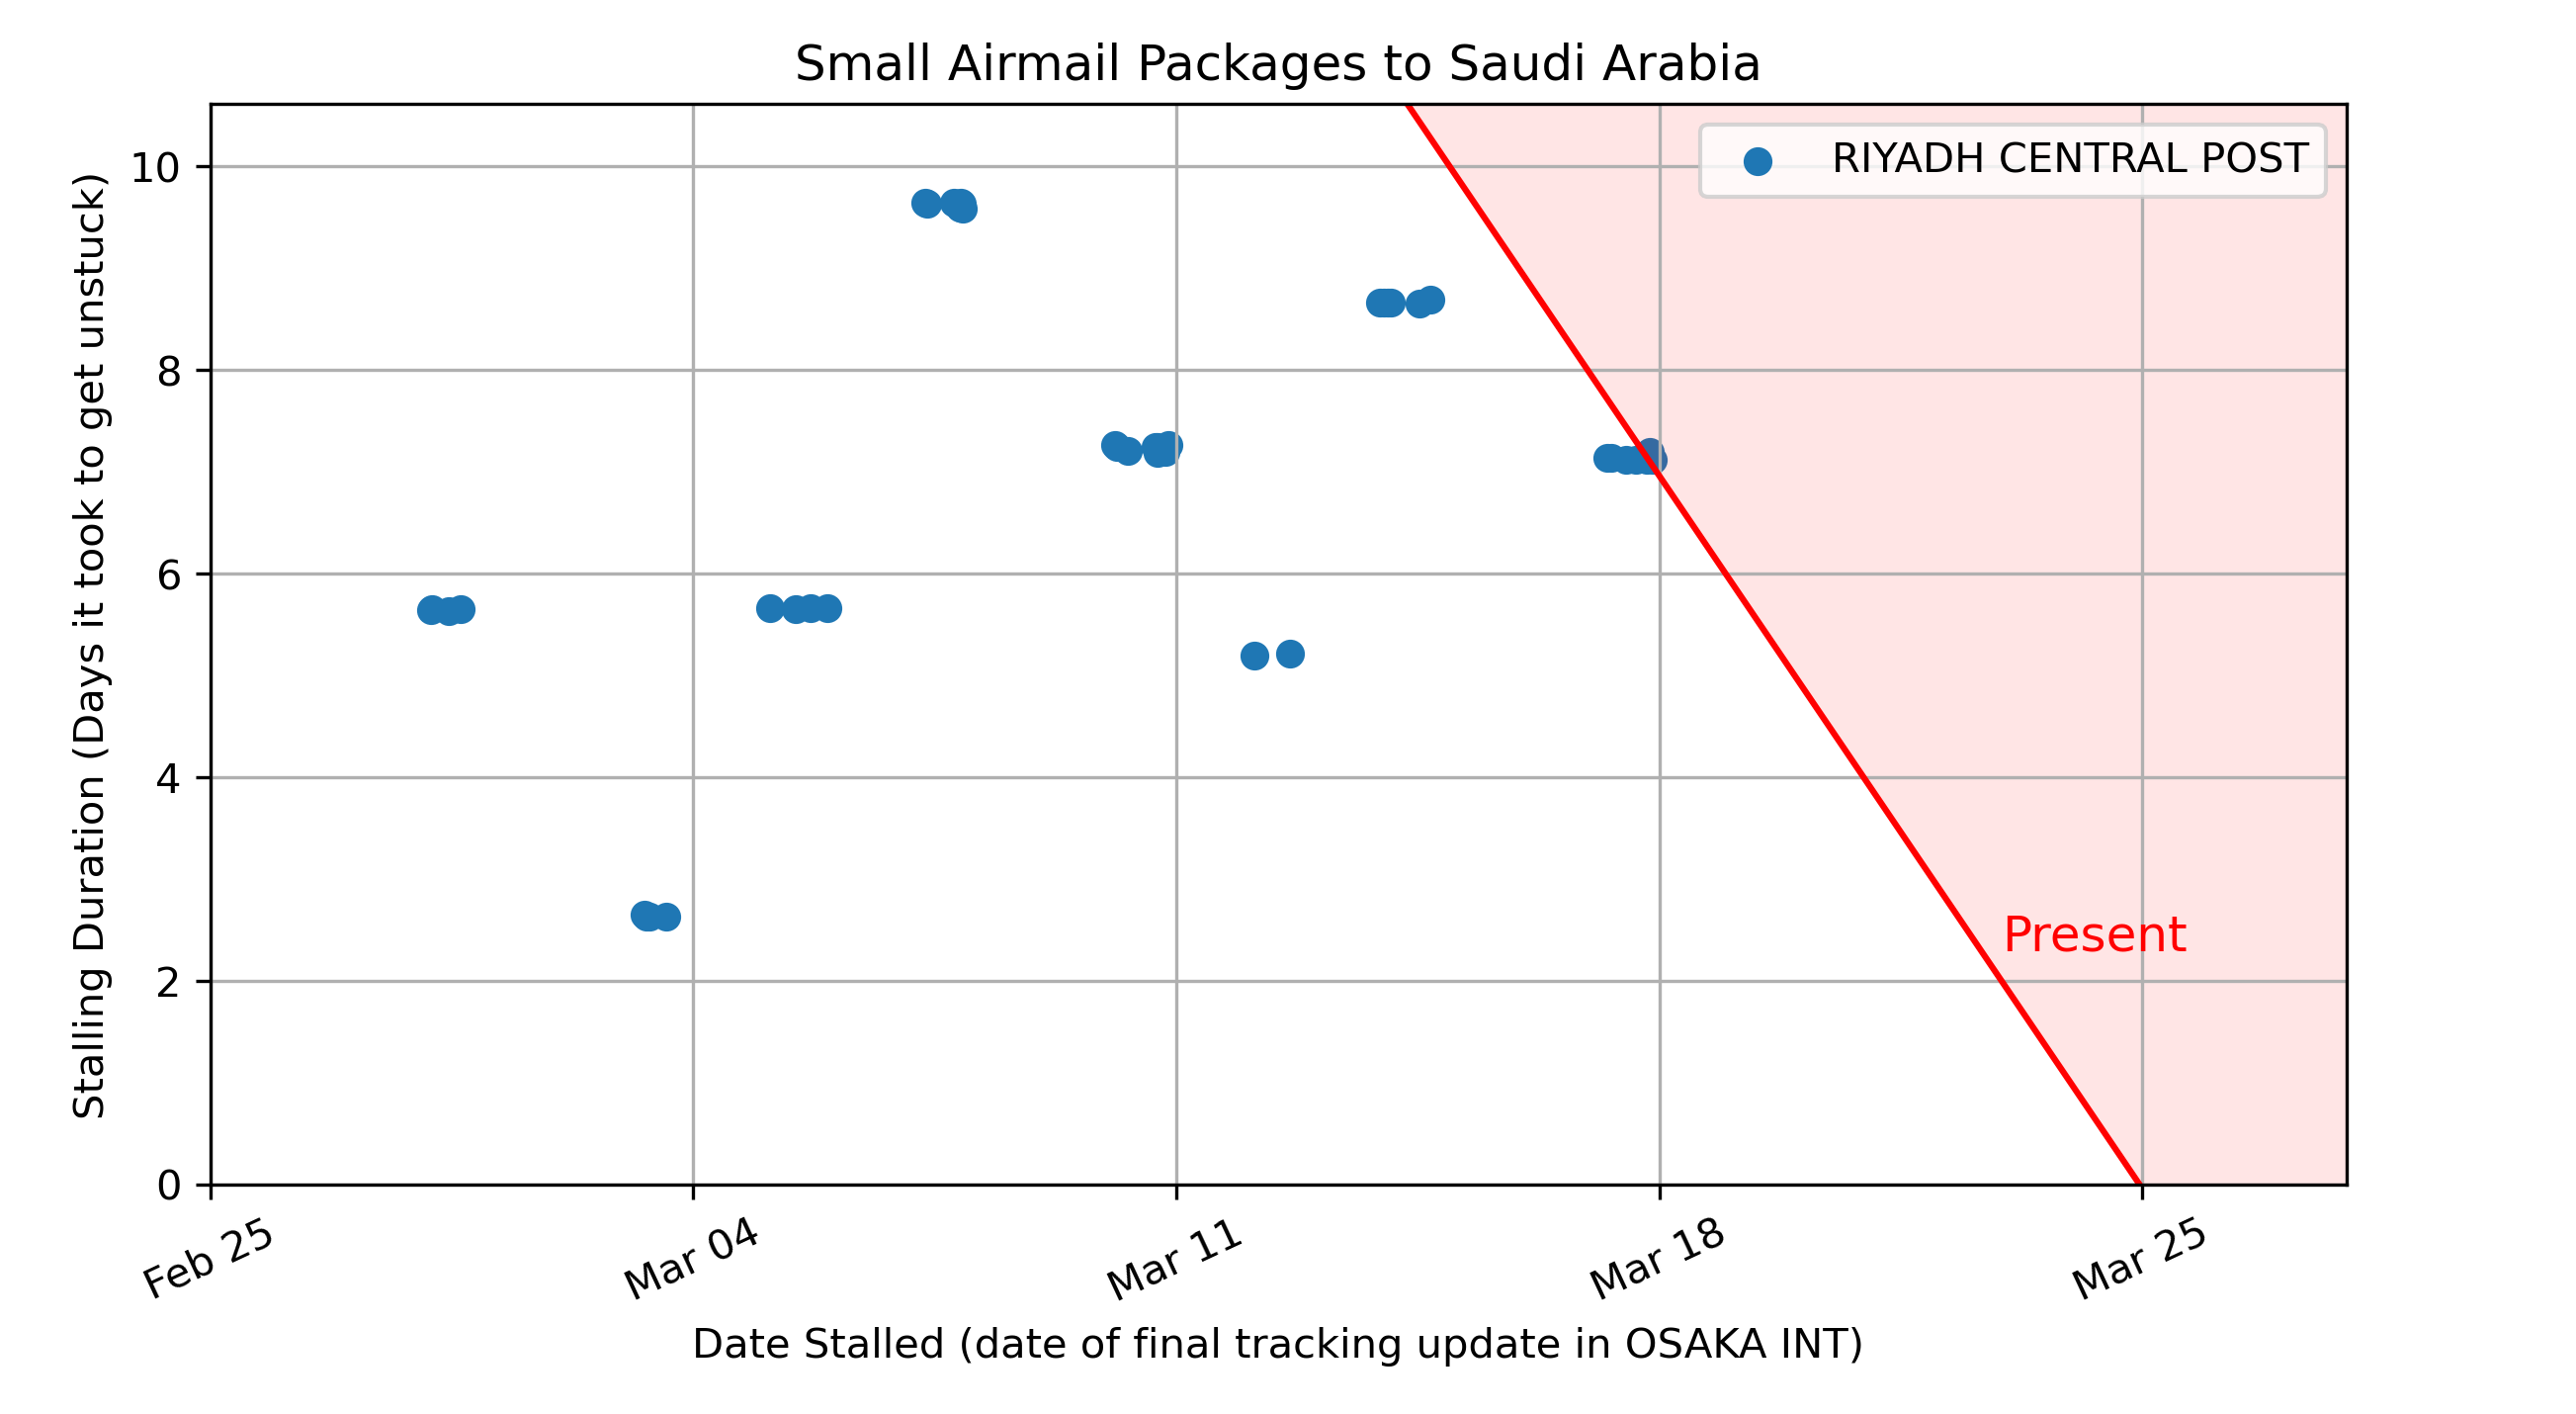 Small Airmail Packages to Saudi Arabia
RIYADH CENTRAL POST
Stalling Duration (Days it took to get unstuck)
10
8
6
4
2
0
Present
Feb 25
Mar 04
Mar 11
Mar 18
Mar 25
Date Stalled (date of final tracking update in OSAKA INT)